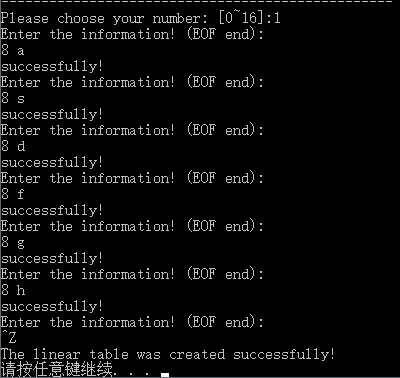 Please choose your number: [0~16]:1
Enter the information! (EOF end):
8 a
successfully!
Enter the information! (EOF end):
8 s
successfully!
Enter the information! (EOF end):
8 d
successfully!
Enter the information! (EOF end):
8 f
successfully!
Enter the information! (EOF end):
8 g
successfully!
Enter the information! (EOF end):
8 h
successfully!
Enter the information! (EOF end):
^Z
The linear table was created successfully!
请按任意键继续. . .